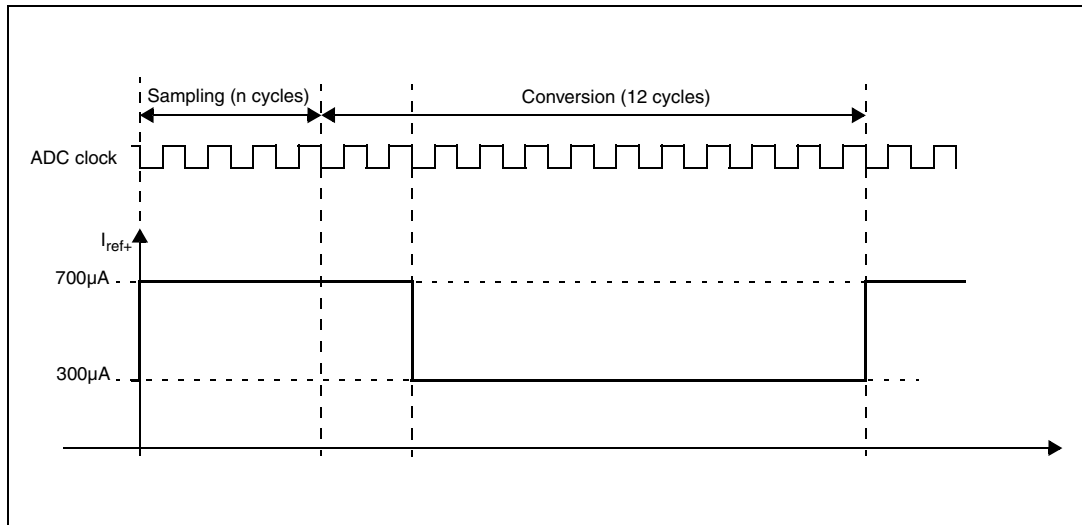 Sampling (n cycles)
Conversion (12 cycles)
ADC clock
Iref+
700µA
300µA